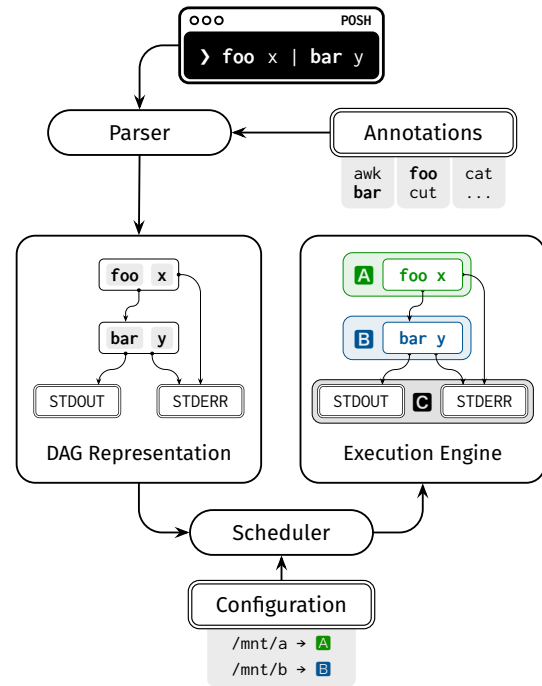 POSH
❯ foo x | bar y
Parser
Annotations
awk foo cat
bar cut ...
foo x
bar y
STDOUT STDERR
DAG Representation
A foo x
B bar y
STDOUT C STDERR
Execution Engine
Scheduler
Configuration
/mnt/a → A
/mnt/b → B